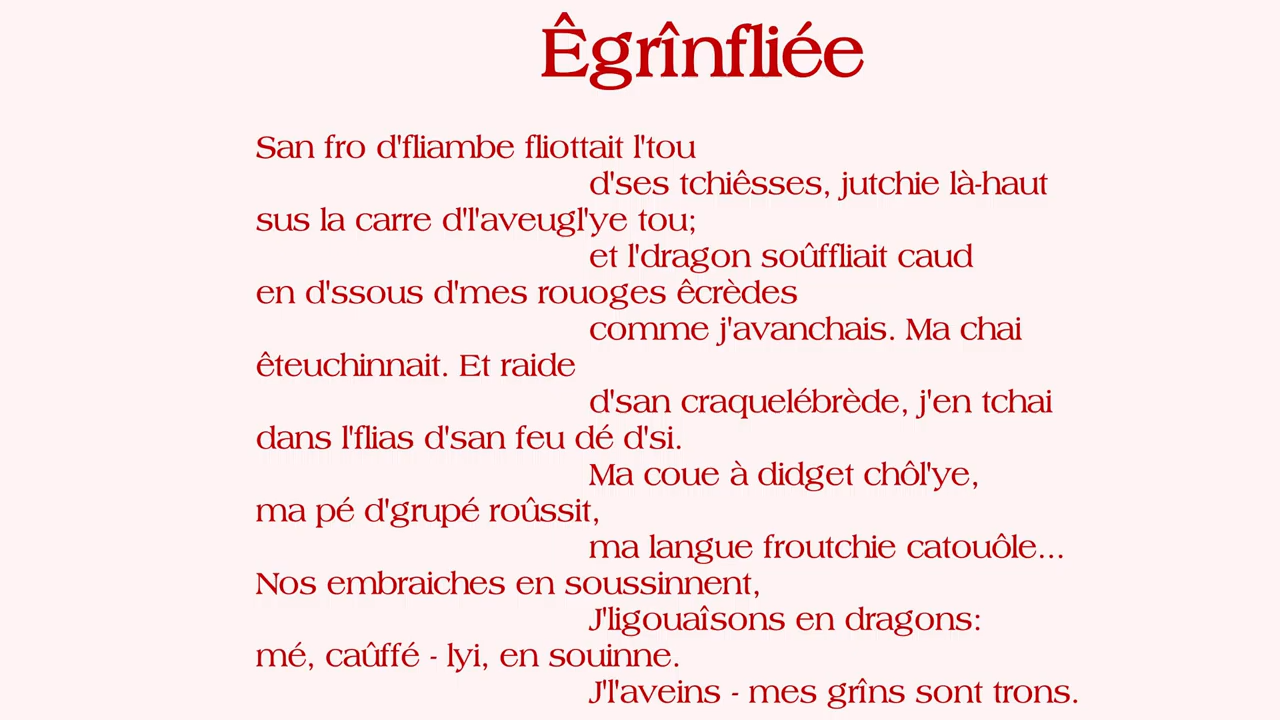 Êgrînfliée
San fro d'fliambe fliottait l'tou
d'ses tchiêsses, jutchie là-haut
sus la carre d'l'aveugl'ye tou;
et l'dragon soûffliait caud
en d'ssous d'mes rouoges êcrèdes
comme j'avanchais. Ma chai
êteuchinnait. Et raide
d'san craquelébrède, j'en tchai
dans l'flias d'san feu dé d'si.
Ma coue à didget chôl'ye,
ma pé d'grupé roûssit,
ma langue froutchie catouôle...
Nos embraiches en soussinnent,
J'ligouaîsons en dragons:
mé, caûffé - lyi, en souinne.
J'l'aveins - mes grîns sont trons.